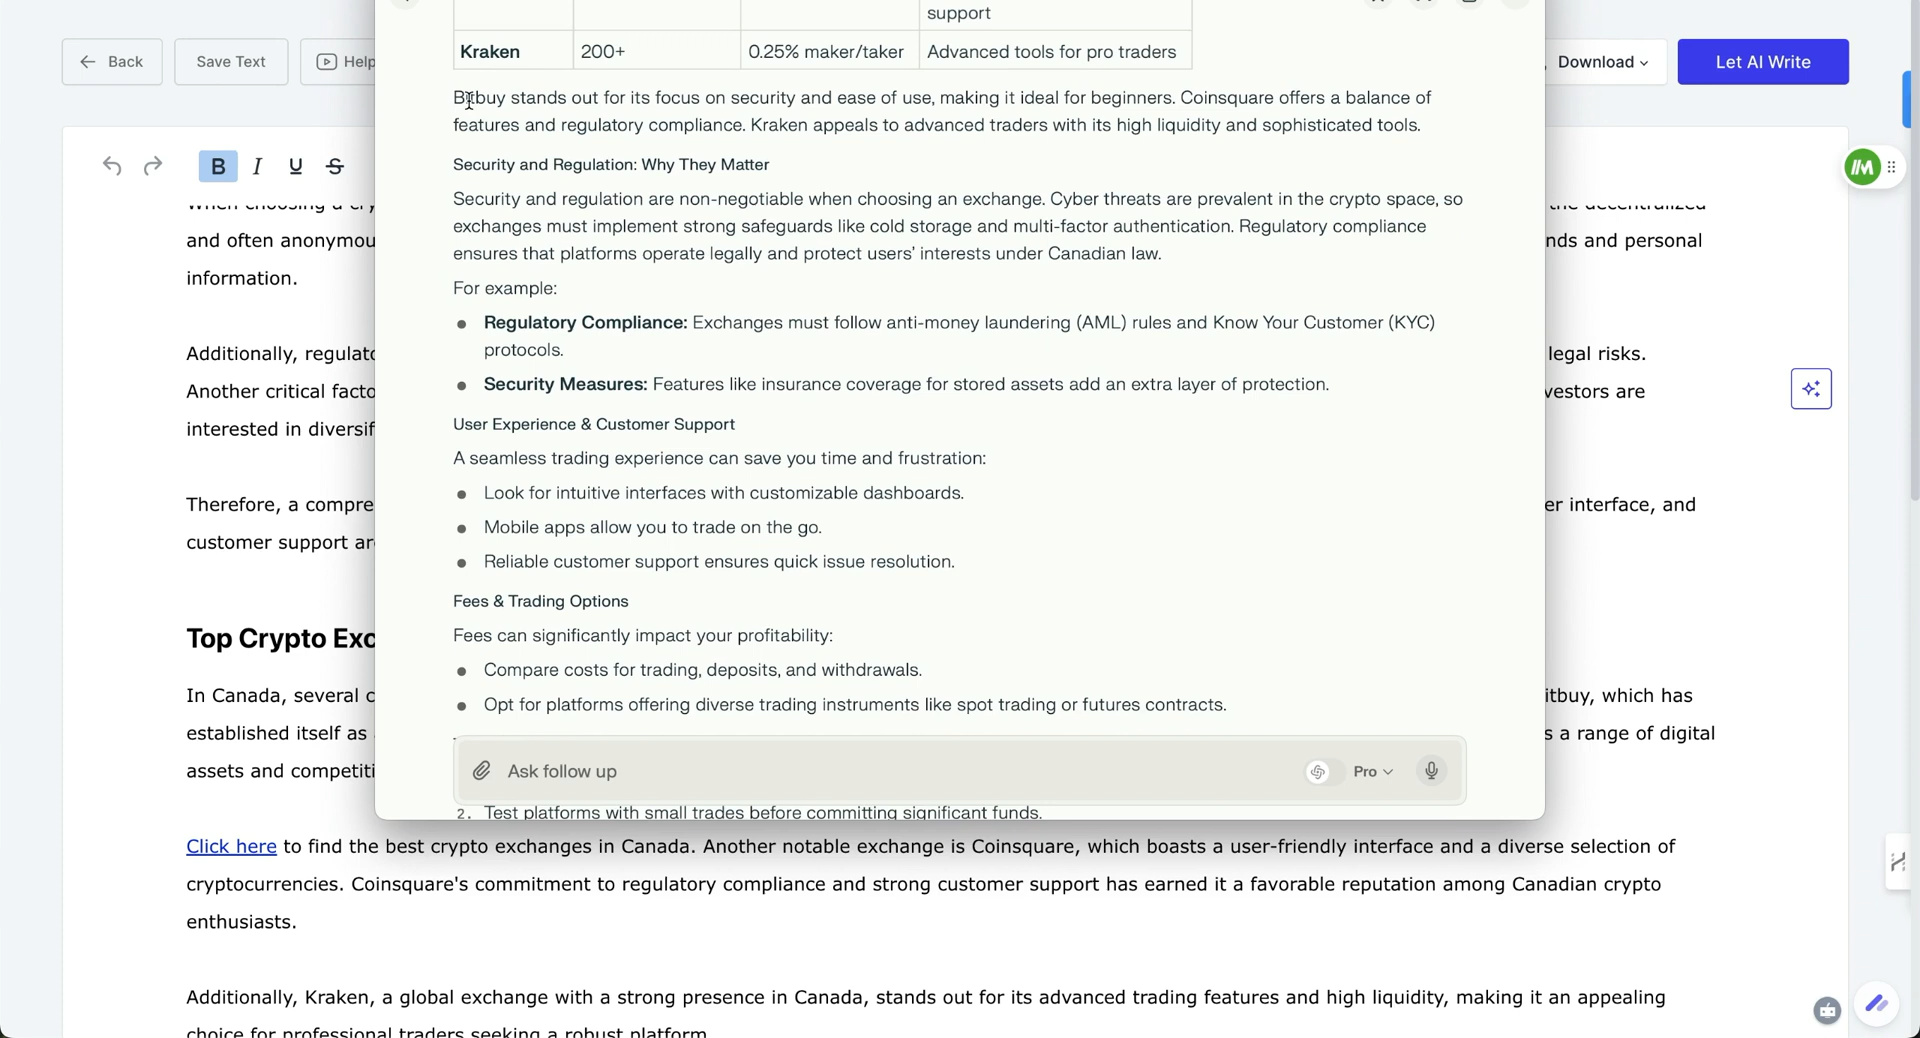 support
Kraken 200+ 0.25% maker/taker Advanced tools for pro traders
Back Save Text Help Download Let AI Write
Bitbuy stands out for its focus on security and ease of use, making it ideal for beginners. Coinsquare offers a balance of
features and regulatory compliance. Kraken appeals to advanced traders with its high liquidity and sophisticated tools.
B I U S
Security and Regulation: Why They Matter
Security and regulation are non-negotiable when choosing an exchange. Cyber threats are prevalent in the crypto space, so
exchanges must implement strong safeguards like cold storage and multi-factor authentication. Regulatory compliance
ensures that platforms operate legally and protect users' interests under Canadian law.
For example:
Regulatory Compliance: Exchanges must follow anti-money laundering (AML) rules and Know Your Customer (KYC)
protocols.
Security Measures: Features like insurance coverage for stored assets add an extra layer of protection.
User Experience & Customer Support
A seamless trading experience can save you time and frustration:
Look for intuitive interfaces with customizable dashboards.
Mobile apps allow you to trade on the go.
Reliable customer support ensures quick issue resolution.
Fees & Trading Options
Fees can significantly impact your profitability:
Compare costs for trading, deposits, and withdrawals.
Opt for platforms offering diverse trading instruments like spot trading or futures contracts.
Ask follow up Pro
2. Test platforms with small trades before committing significant funds.
When choosing a the decentralized
and often nds and personal
information.
Additionally, legal risks.
Another critical vestors are
interested in
Therefore, a er interface, and
customer support
Top Crypto
In Canada, several itbuy, which has
established itself as s a range of digital
assets and
Click here to find the best crypto exchanges in Canada. Another notable exchange is Coinsquare, which boasts a user-friendly interface and a diverse selection of
cryptocurrencies. Coinsquare's commitment to regulatory compliance and strong customer support has earned it a favorable reputation among Canadian crypto
enthusiasts.
Additionally, Kraken, a global exchange with a strong presence in Canada, stands out for its advanced trading features and high liquidity, making it an appealing
choice for professional traders seeking a robust platform.